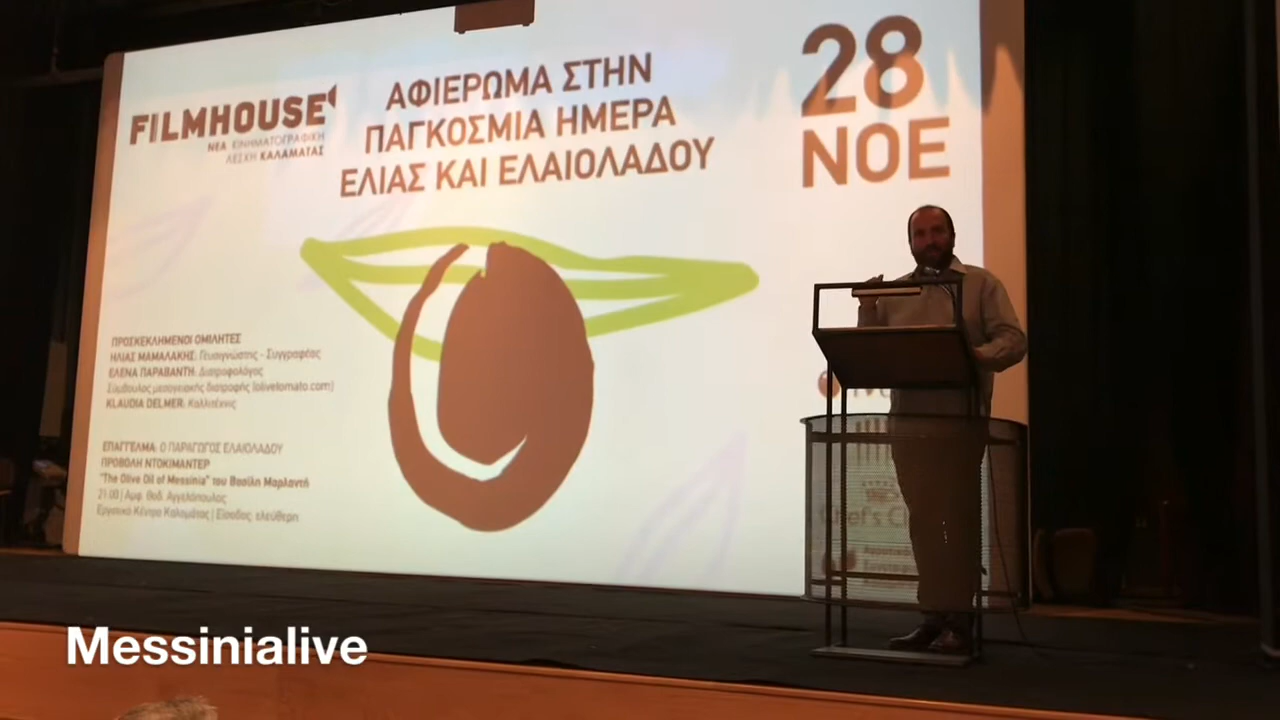 FILMHOUSE
ΝΕΑ ΚΙΝΗΜΑΤΟΓΡΑΦΙΚΗ
ΛΕΣΧΗ ΚΑΛΑΜΑΤΑΣ
ΑΦΙΕΡΩΜΑ ΣΤΗΝ
ΠΑΓΚΟΣΜΙΑ ΗΜΕΡΑ
ΕΛΙΑΣ ΚΑΙ ΕΛΑΙΟΛΑΔΟΥ
28
ΝΟΕ
ΠΡΟΣΚΕΚΛΗΜΕΝΟΙ ΟΜΙΛΗΤΕΣ
ΗΛΙΑΣ ΜΑΜΑΛΑΚΗΣ: Γευσιγνώστης - Συγγραφέας
ΕΛΕΝΑ ΠΑΡΑΒΑΝΤΗ: Διατροφολόγος
Σύμβουλος μεσογειακής διατροφής (olivetomato.com)
KLAUDIA DELMER: Καλλιτέχνις
ΕΠΑΓΓΕΛΜΑ: Ο ΠΑΡΑΓΩΓΟΣ ΕΛΑΙΟΛΑΔΟΥ
ΠΡΟΒΟΛΗ ΝΤΟΚΙΜΑΝΤΕΡ
"The Olive Oil of Messinia" του Βασίλη Μαρλαντή
21:00 | Αμφ. Θόδ. Αγγελόπουλος
Εργατικό Κέντρο Καλαμάτας | Είσοδος: ελεύθερη
Chef's
Messinialive